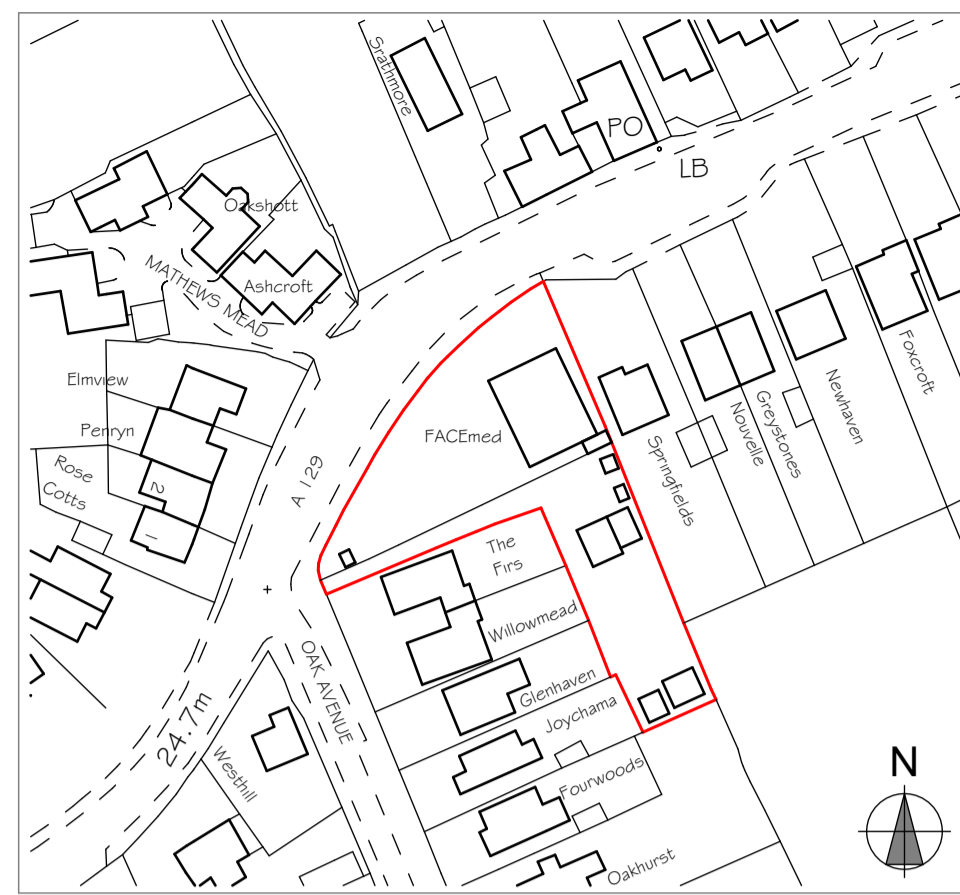 Srathmore
PO
LB
Oakshott
Ashcroft
MATHEWS MEAD
Elmview
Penryn
Rose
Cotts
2
1
A 129
FACEmed
Springfields
Nouvelle
Greystones
Newhaven
Foxcroft
The
Firs
Willowmead
Glenhaven
Joychama
Fourwoods
Oakhurst
OAK AVENUE
24.7m
Westhill
N